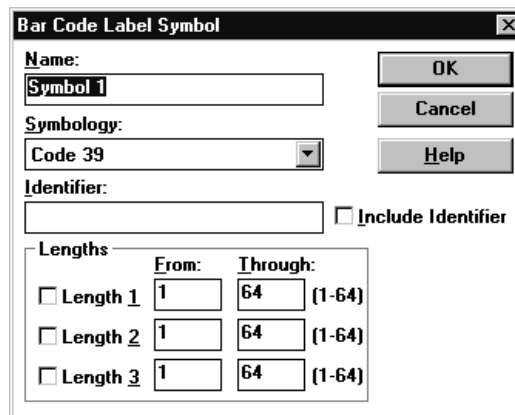 Bar Code Label Symbol
Name:
Symbol 1
OK
Cancel
Symbology:
Code 39
Help
Identifier:
Include Identifier
Lengths
From: Through:
Length 1 1 64 (1-64)
Length 2 1 64 (1-64)
Length 3 1 64 (1-64)